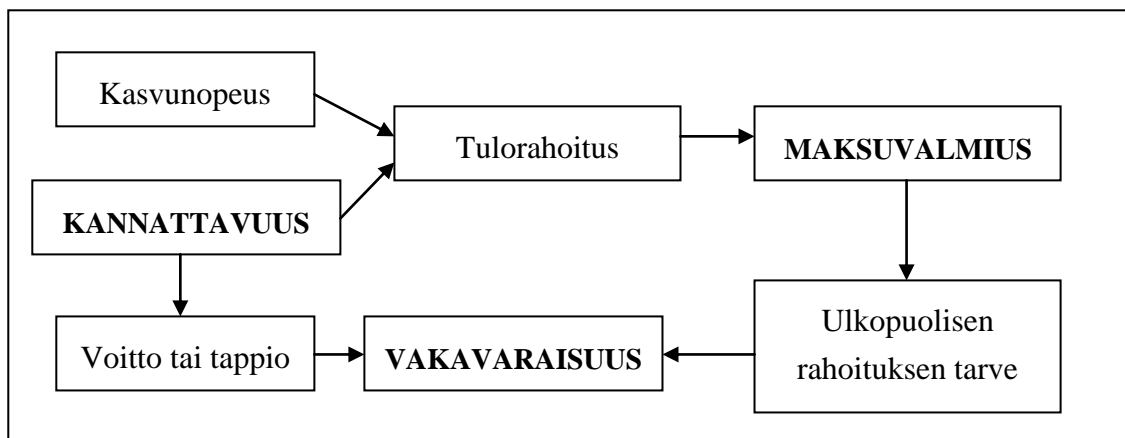 Kasvunopeus
Tulorahoitus
MAKSUVALMIUS
KANNATTAVUUS
Voitto tai tappio
VAKAVARAISUUS
Ulkopuolisen
rahoituksen tarve